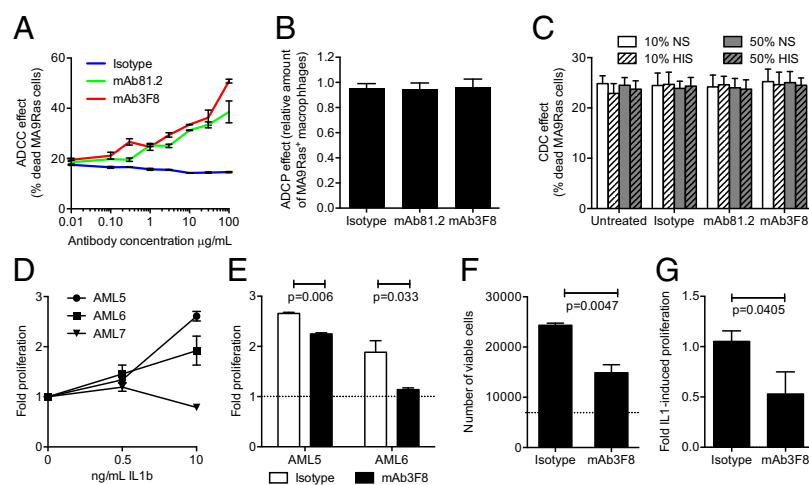 A
ADCC effect
(% dead MA9Ras cells)
60
40
20
0
Isotype
mAb81.2
mAb3F8
0.01
0.10
1
10
100
Antibody concentration µg/mL
B
ADCP effect (relative amount
of MA9Ras⁺ macrophhages)
1.2
1.0
0.8
0.6
0.4
0.2
0.0
Isotype
mAb81.2
mAb3F8
C
CDC effect
(% dead MA9Ras cells)
10% NS
50% NS
10% HIS
50% HIS
30
20
10
0
Untreated
Isotype
mAb81.2
mAb3F8
D
Fold proliferation
3
2
1
0
AML5
AML6
AML7
0
0.5
10
ng/mL IL1b
E
Fold proliferation
3
2
1
0
p=0.006
p=0.033
AML5
AML6
Isotype
mAb3F8
F
Number of viable cells
30000
20000
10000
0
p=0.0047
Isotype
mAb3F8
G
Fold IL1-induced proliferation
1.5
1.0
0.5
0.0
p=0.0405
Isotype
mAb3F8